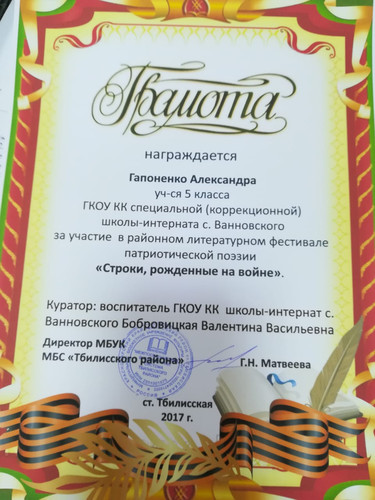 Грамота
награждается
Гапоненко Александра
уч-ся 5 класса
ГКОУ КК специальной (коррекционной)
школы-интерната с. Ванновского
за участие в районном литературном фестивале
патриотической поэзии
«Строки, рожденные на войне».
Куратор: воспитатель ГКОУ КК школы-интернат с.
Ванновского Бобровицкая Валентина Васильевна
Директор МБУК
МБС «Тбилисского района» Г.Н. Матвеева
ст. Тбилисская
2017 г.